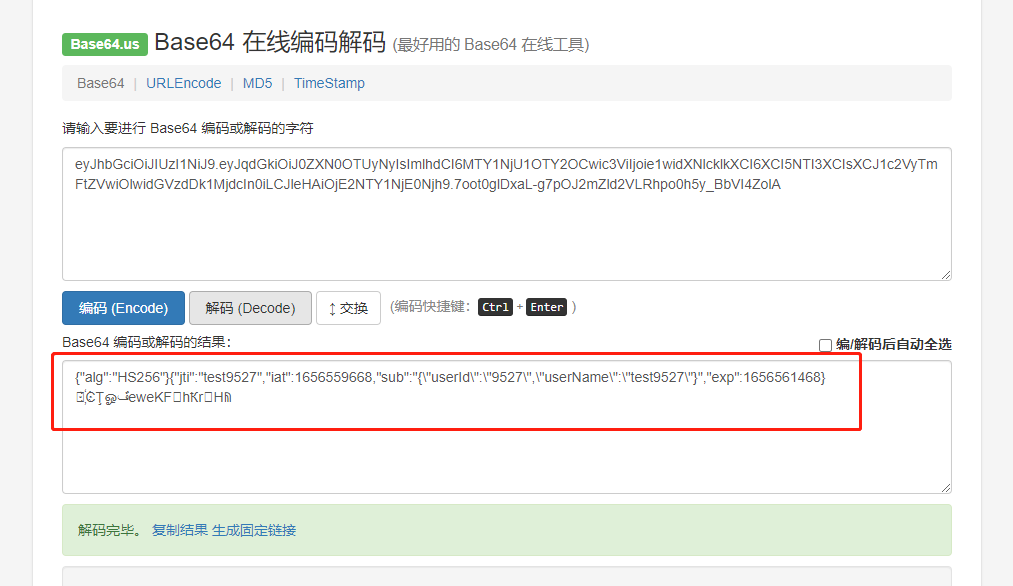 Base64.us Base64 在线编码解码 (最好用的 Base64 在线工具)
Base64 | URLEncode | MD5 | TimeStamp
请输入要进行 Base64 编码或解码的字符
eyJhbGciOiJIUzI1NiJ9.eyJqdGkiOiJ0ZXN0OTUyNyIsImlhdCI6MTY1NjU1OTY2OCwic3ViIjoie1widXNlcklkXCI6XCI5NTI3XCIsXCJ1c2VyTm
FtZVwiOlwidGVzdDk1MjdcIn0iLCJleHAiOjE2NTY1NjE0Njh9.7oot0glDxaL-g7pOJ2mZld2VLRhpo0h5y_BbVI4ZolA
编码 (Encode) 解码 (Decode) ↕ 交换 (编码快捷键: Ctrl + Enter )
Base64 编码或解码的结果: 编/解码后自动全选
{"alg":"HS256"}{"jti":"test9527","iat":1656559668,"sub":"{\"userId\":\"9527\",\"userName\":\"test9527\"}","exp":1656561468}
解码完毕。 复制结果 生成固定链接